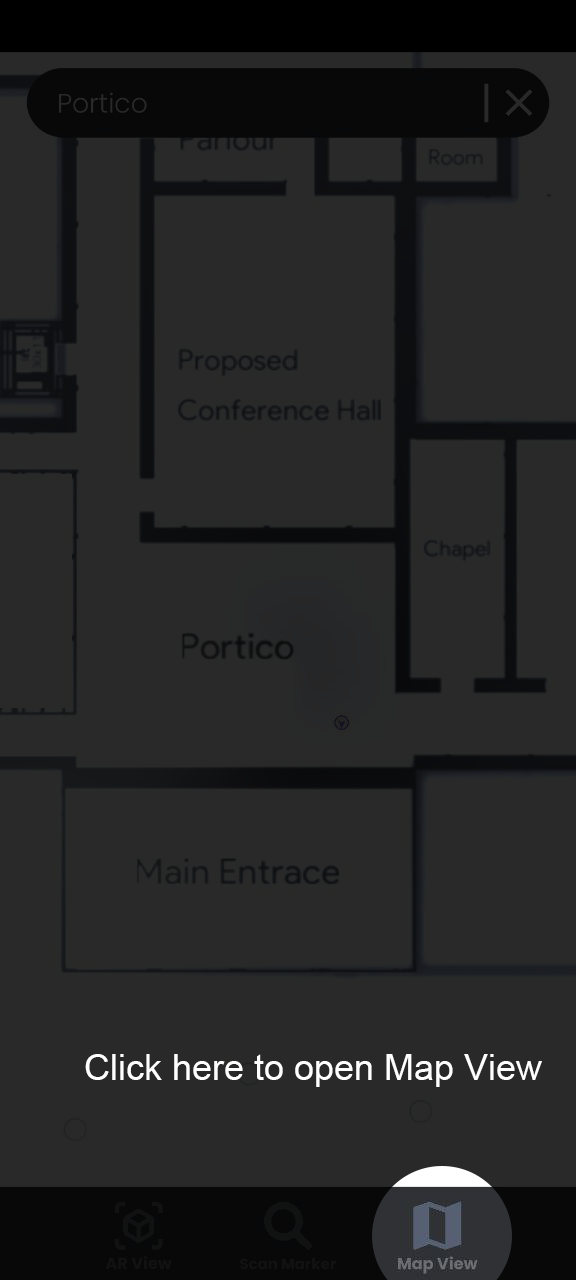 Portico
Parlour
Room
Proposed
Conference Hall
Chapel
Portico
Main Entrace
Click here to open Map View
AR View
Scan Marker
Map View